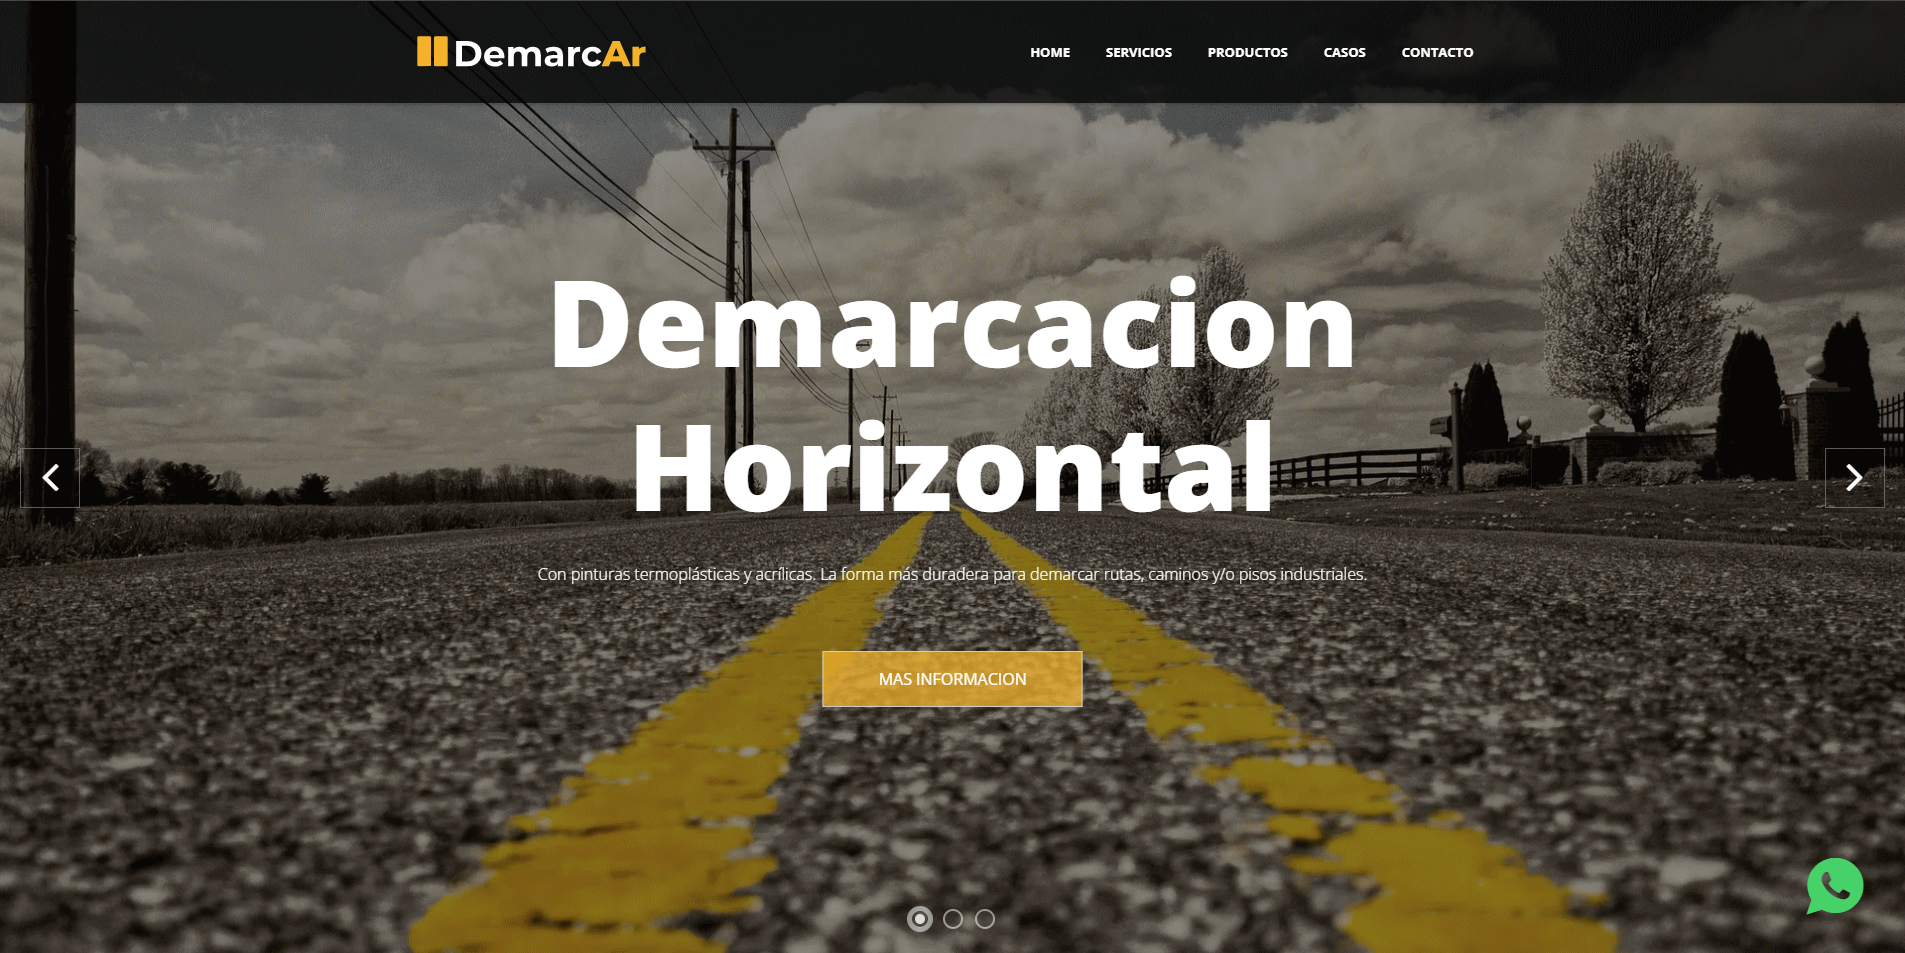 DemarcAr
HOME SERVICIOS PRODUCTOS CASOS CONTACTO
Demarcacion
Horizontal
Con pinturas termoplásticas y acrílicas. La forma más duradera para demarcar rutas, caminos y/o pisos industriales.
MAS INFORMACION